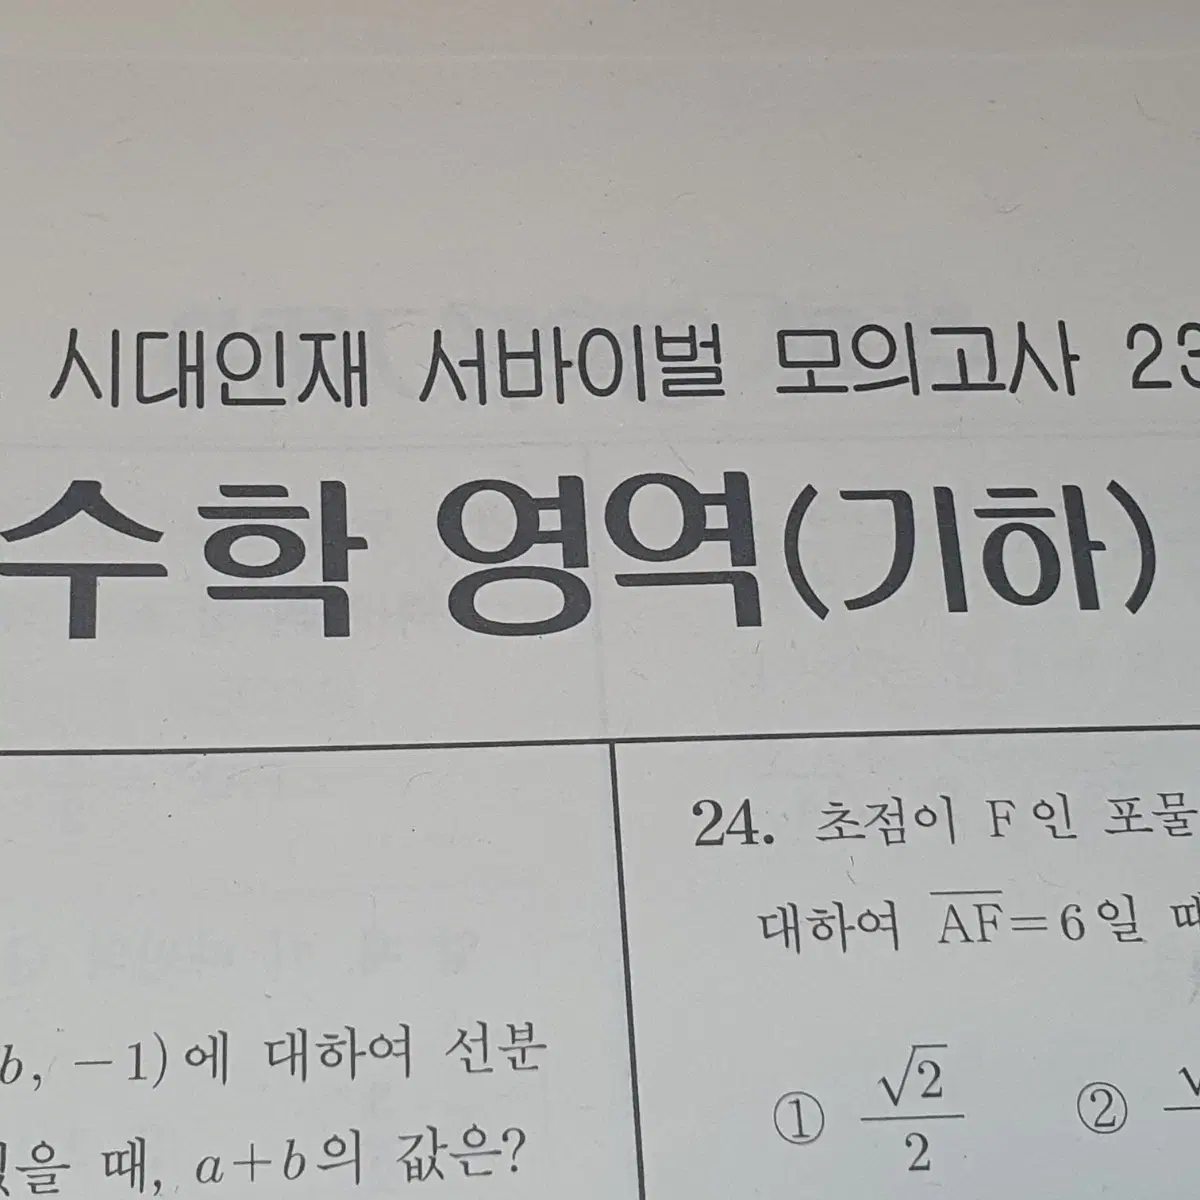 시대인재 서바이벌 모의고사 23
수학 영역(기하)
b, −1)에 대하여 선분
을 때, a+b의 값은?
24. 초점이 F인 포물
대하여 AF=6일 때
① √2/2 ②